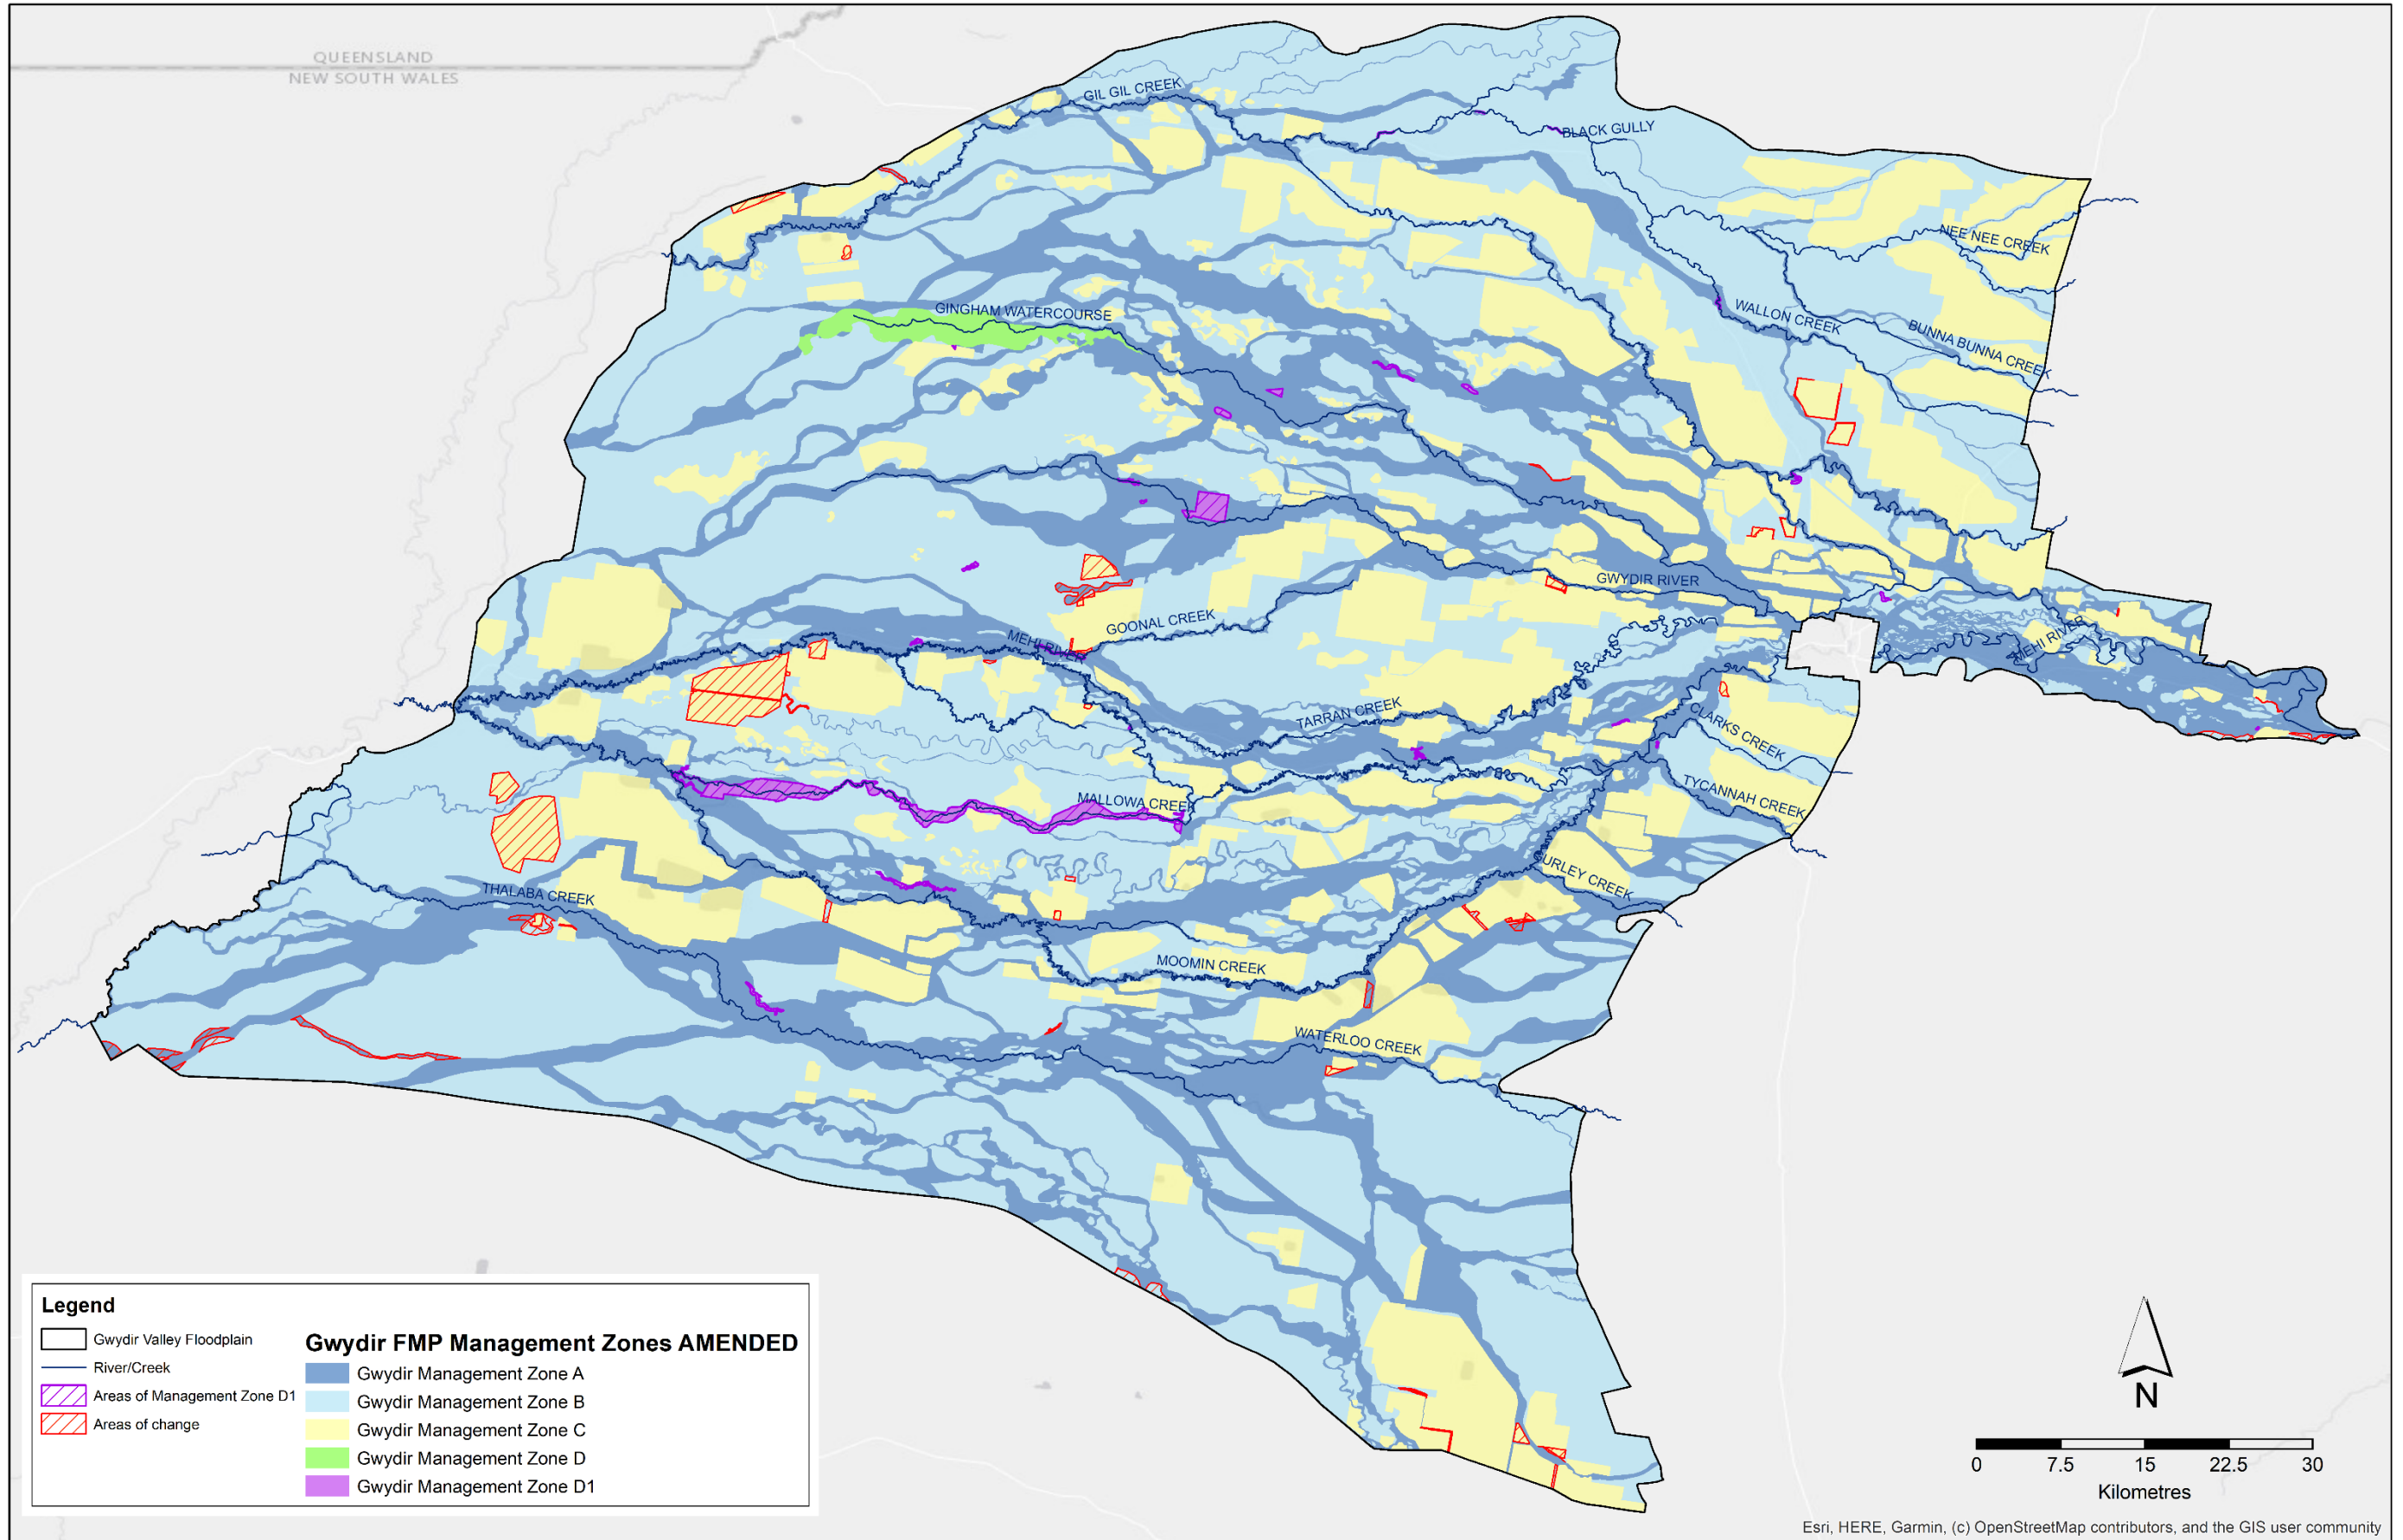 QUEENSLAND
NEW SOUTH WALES
GIL GIL CREEK
BLACK GULLY
NEE NEE CREEK
GINGHAM WATERCOURSE
WALLON CREEK
BUNNA BUNNA CREEK
GWYDIR RIVER
GOONAL CREEK
MEHI RIVER
MEHI RIVER
TARRAN CREEK
CLARKS CREEK
TYCANNAH CREEK
MALLOWA CREEK
GURLEY CREEK
THALABA CREEK
MOOMIN CREEK
WATERLOO CREEK
Legend
Gwydir Valley Floodplain
River/Creek
Areas of Management Zone D1
Areas of change
Gwydir FMP Management Zones AMENDED
Gwydir Management Zone A
Gwydir Management Zone B
Gwydir Management Zone C
Gwydir Management Zone D
Gwydir Management Zone D1
N
0 7.5 15 22.5 30
Kilometres
Esri, HERE, Garmin, (c) OpenStreetMap contributors, and the GIS user community